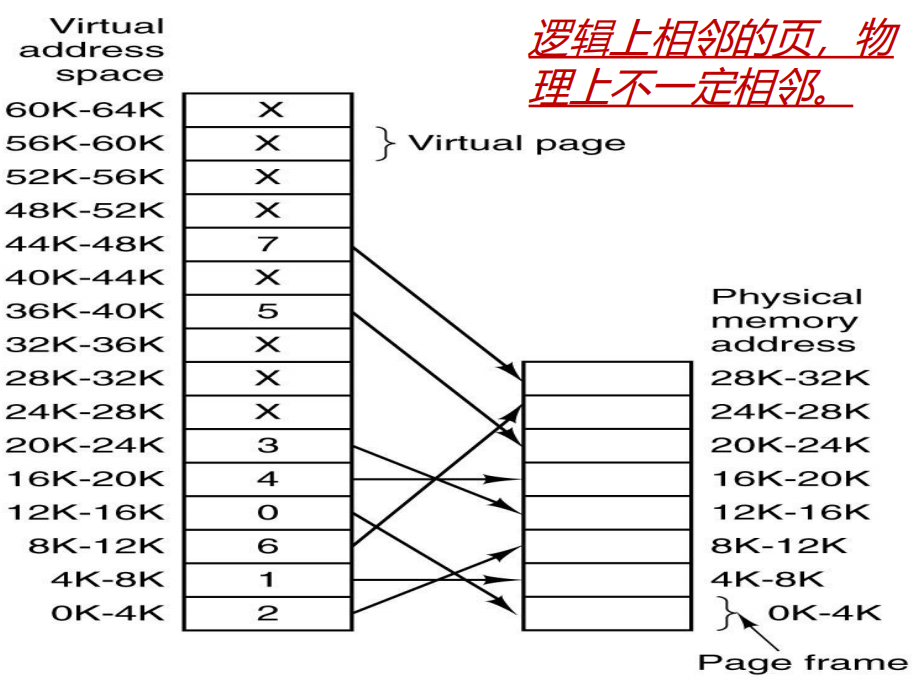 Virtual
address
space
逻辑上相邻的页，物
理上不一定相邻。
60K-64K X
56K-60K X } Virtual page
52K-56K X
48K-52K X
44K-48K 7
40K-44K X
36K-40K 5
32K-36K X
28K-32K X
24K-28K X
20K-24K 3
16K-20K 4
12K-16K 0
8K-12K 6
4K-8K 1
0K-4K 2
Physical
memory
address
28K-32K
24K-28K
20K-24K
16K-20K
12K-16K
8K-12K
4K-8K
} 0K-4K
Page frame